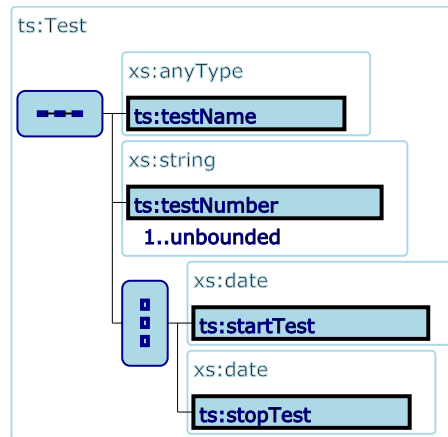 ts:Test
xs:anyType
ts:testName
xs:string
ts:testNumber
1..unbounded
xs:date
ts:startTest
xs:date
ts:stopTest